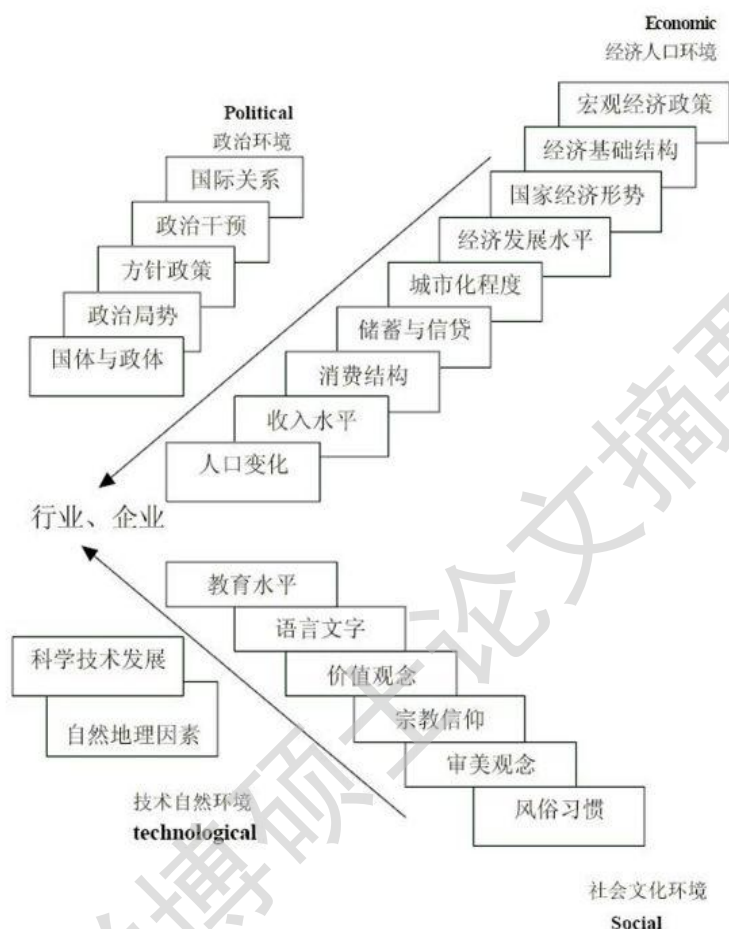 Economic
经济人口环境
宏观经济政策
经济基础结构
国家经济形势
经济发展水平
城市化程度
储蓄与信贷
消费结构
收入水平
人口变化
Political
政治环境
国际关系
政治干预
方针政策
政治局势
国体与政体
行业、企业
教育水平
语言文字
价值观念
宗教信仰
审美观念
风俗习惯
科学技术发展
自然地理因素
技术自然环境
technological
社会文化环境
Social
博硕士论文摘要